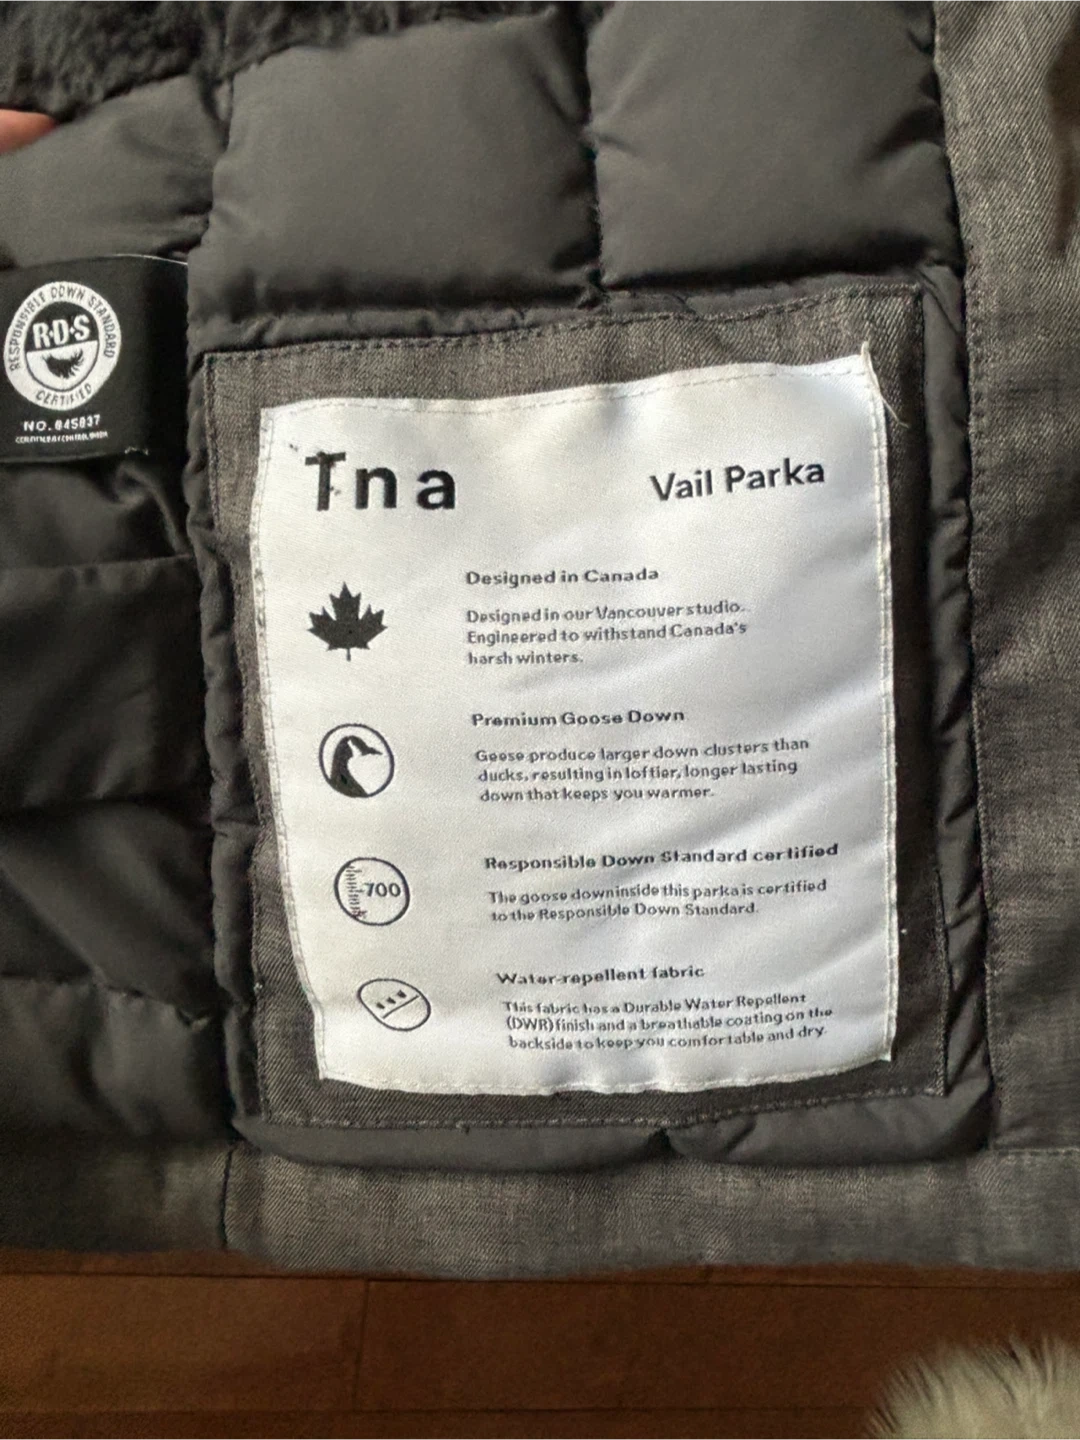 RESPONSIBLE DOWN STANDARD
R·D·S
CERTIFIED
NO. 045037
Tna
Vail Parka
Designed in Canada
Designed in our Vancouver studio.
Engineered to withstand Canada's
harsh winters.
Premium Goose Down
Geese produce larger down clusters than
ducks, resulting in loftier, longer lasting
down that keeps you warmer.
700
Responsible Down Standard certified
The goose down inside this parka is certified
to the Responsible Down Standard.
Water-repellent fabric
This fabric has a Durable Water Repellent
(DWR) finish and a breathable coating on the
backside to keep you comfortable and dry.